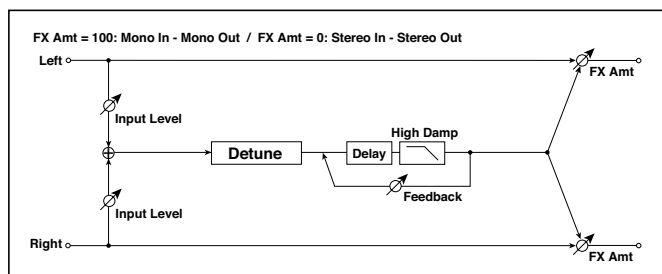 FX Amt = 100: Mono In - Mono Out / FX Amt = 0: Stereo In - Stereo Out
Left
FX Amt
Input Level
High Damp
Detune
Delay
Feedback
Input Level
Right
FX Amt